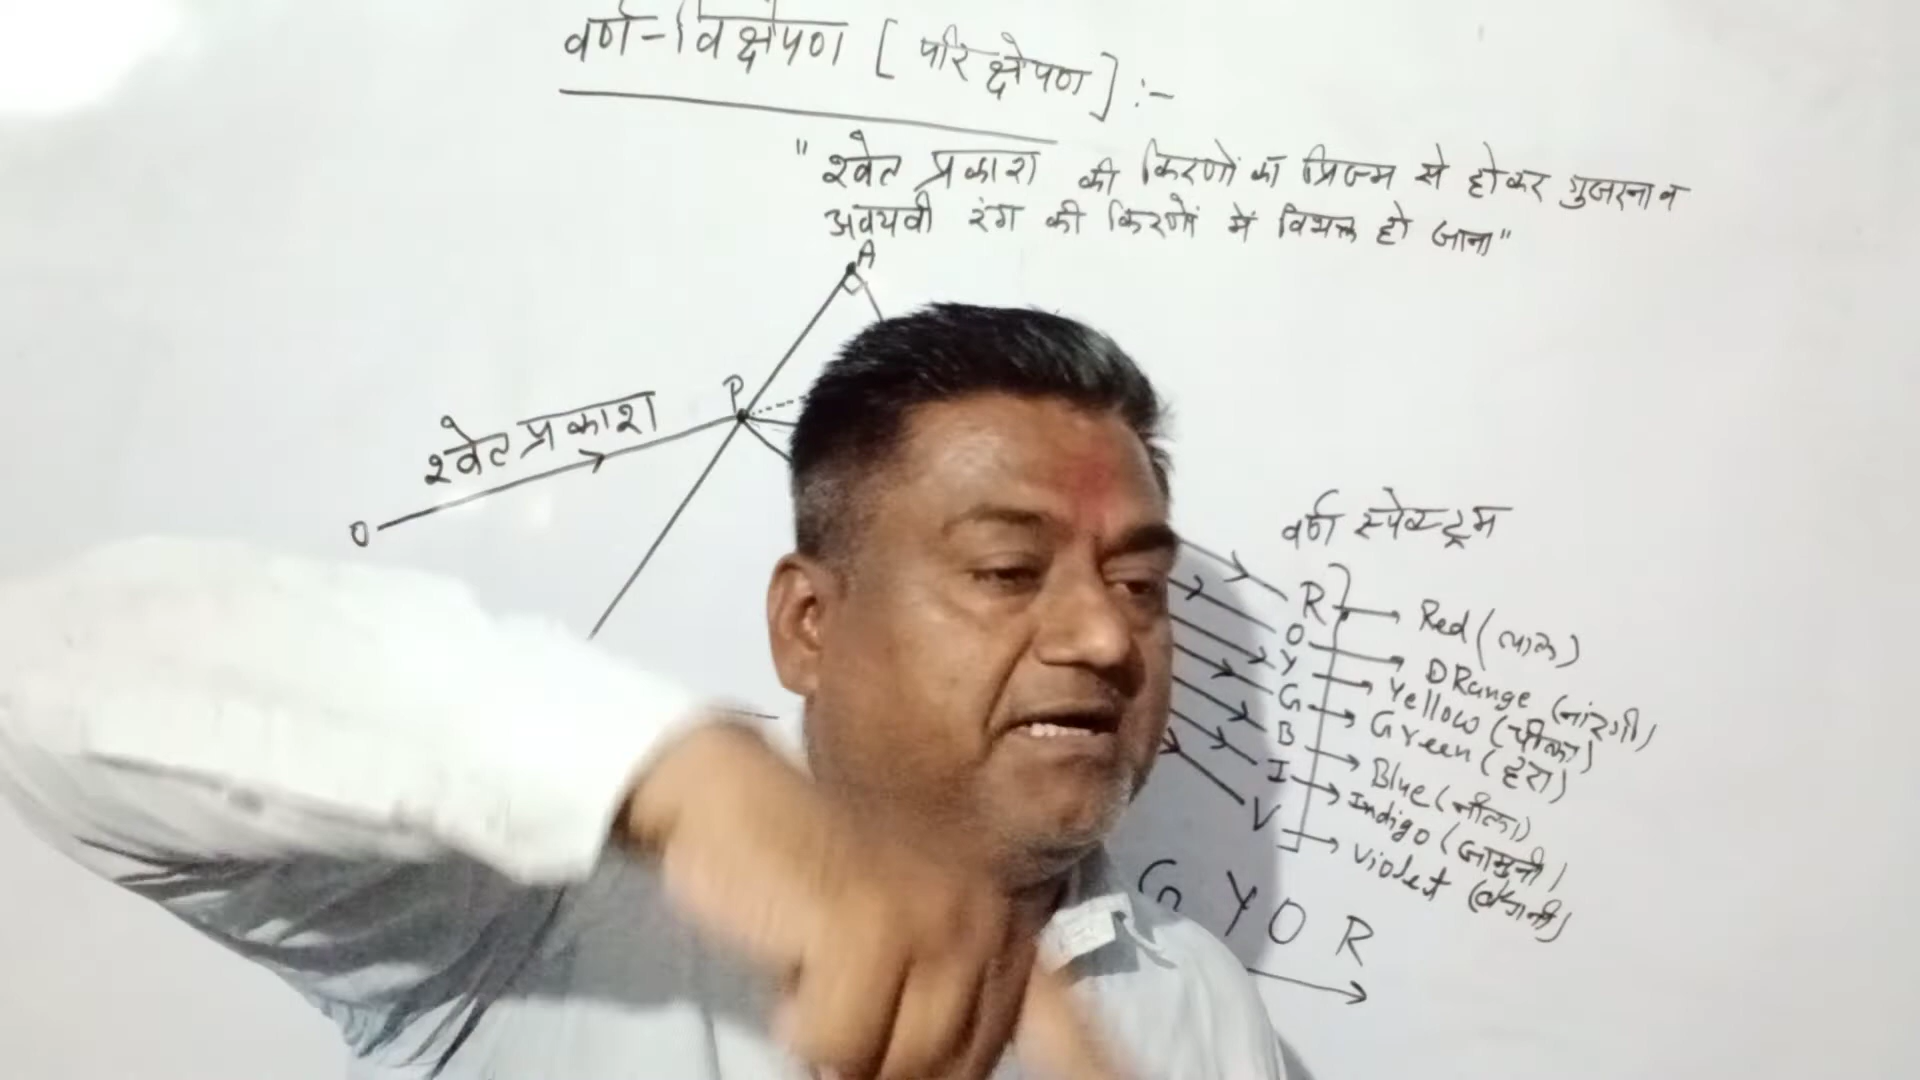 वर्ण-विक्षेपण [परिक्षेपण] :-
"श्वेत प्रकाश की किरणों का प्रिज्म से होकर गुजरना व
अवयवी रंग की किरणों में विभक्त हो जाना"
A
P
श्वेत प्रकाश
O
वर्ण स्पेक्ट्रम
R Red (लाल)
O ORange (नारंगी)
Y Yellow (पीला)
G Green (हरा)
B Blue (नीला)
I Indigo (जामुनी)
V Violet (बैंगनी)
G Y O R